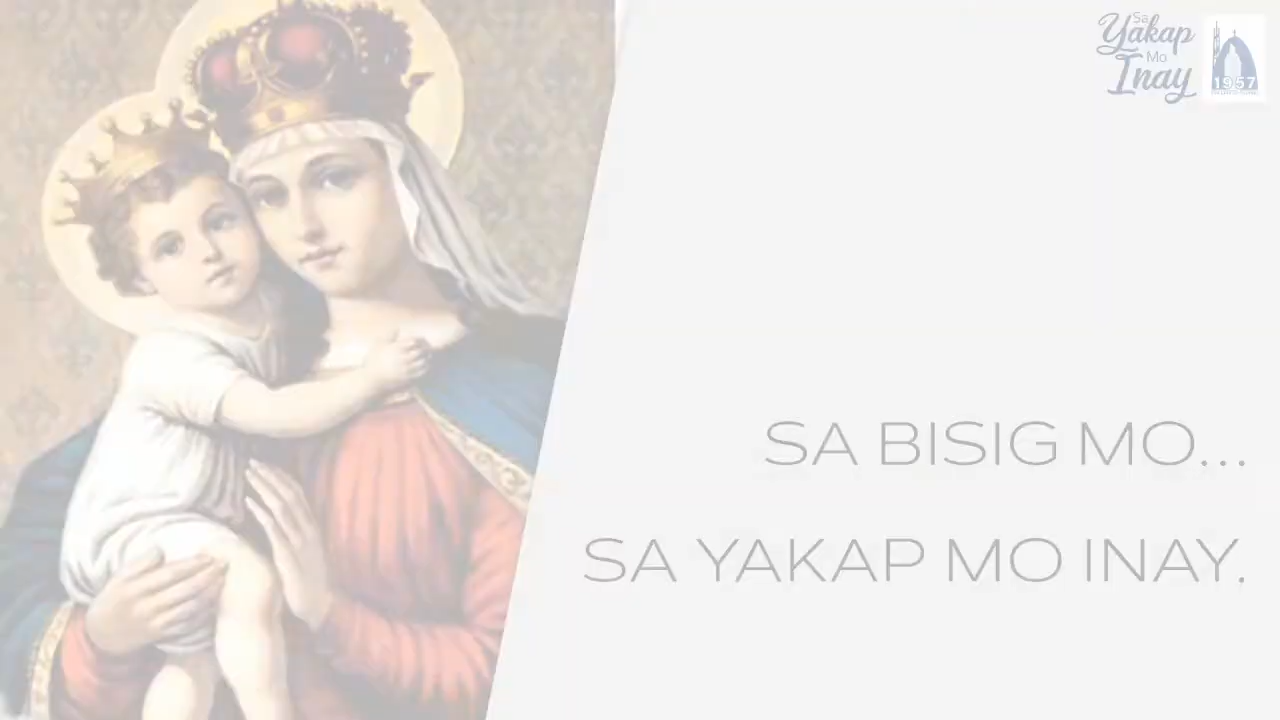 Sa
Yakap
Mo
Inay
1957
SA BISIG MO...
SA YAKAP MO INAY.